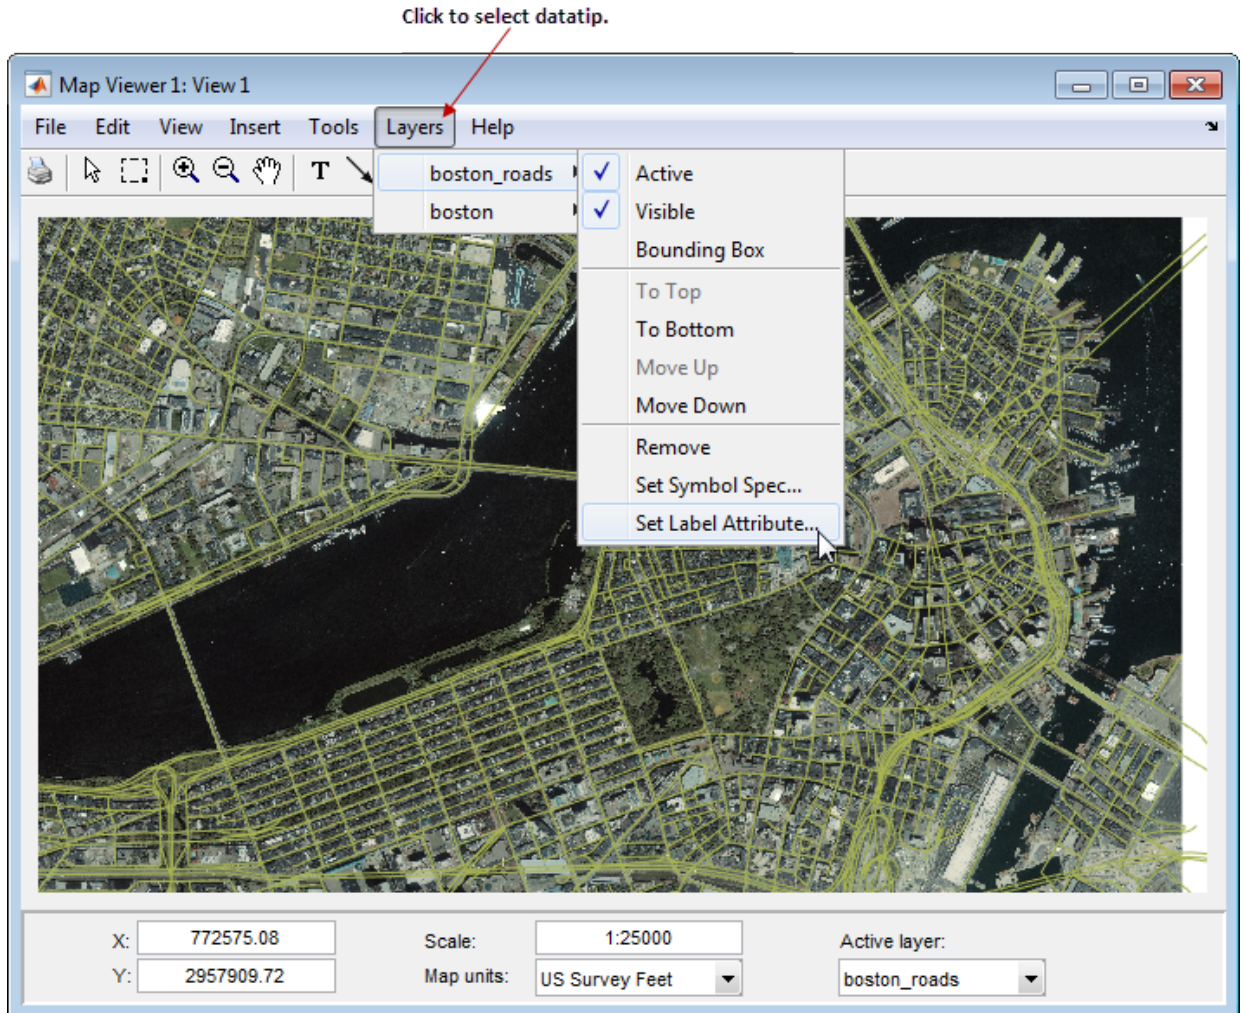 Click to select datatip.
Map Viewer 1: View 1
File Edit View Insert Tools Layers Help
T
boston_roads
boston
Active
Visible
Bounding Box
To Top
To Bottom
Move Up
Move Down
Remove
Set Symbol Spec...
Set Label Attribute...
X: 772575.08 Scale: 1:25000 Active layer:
Y: 2957909.72 Map units: US Survey Feet boston_roads